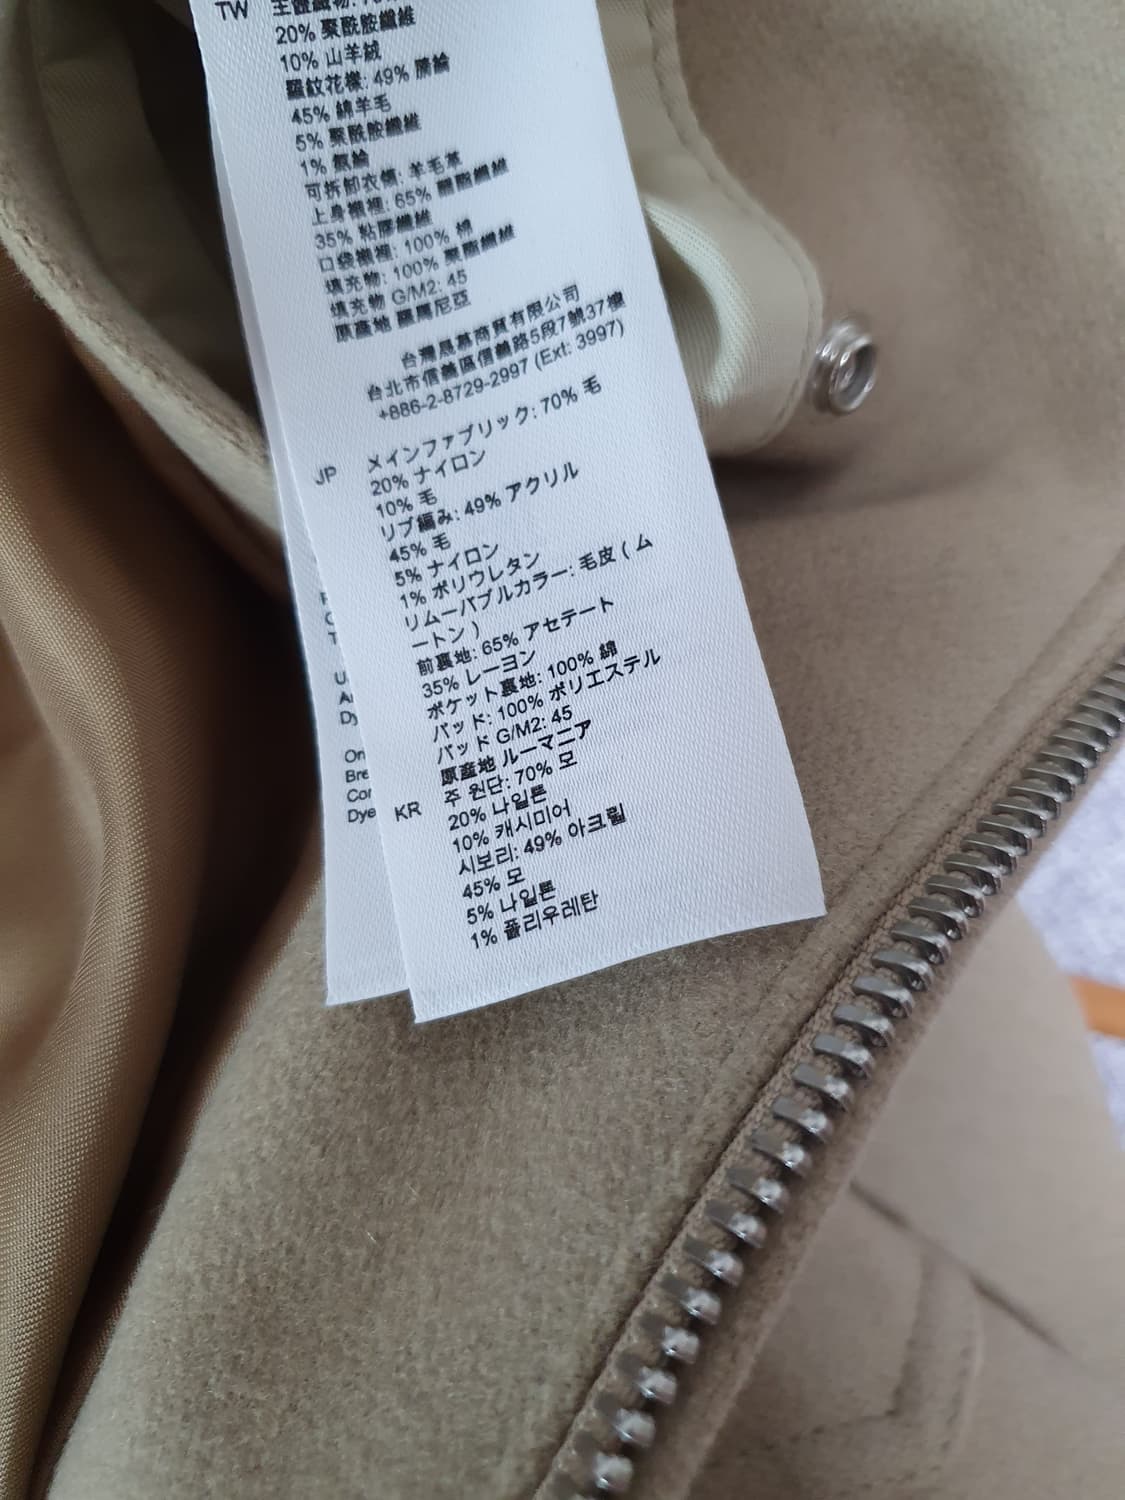 TW 主體織物: 70%
20% 聚酰胺纖維
10% 山羊絨
羅紋花樣: 49% 腈綸
45% 綿羊毛
5% 聚酰胺纖維
1% 氨綸
可拆卸衣領: 羊毛革
上身襯裡: 65% 醋酯纖維
35% 粘膠纖維
口袋襯裡: 100% 棉
填充物: 100% 聚酯纖維
填充物 G/M2: 45
原產地 羅馬尼亞
台灣晟萃商貿有限公司
台北市信義區信義路5段7號37樓
+886-2-8729-2997 (Ext: 3997)
JP メインファブリック: 70% 毛
20% ナイロン
10% 毛
リブ編み: 49% アクリル
45% 毛
5% ナイロン
1% ポリウレタン
リムーバブルカラー: 毛皮 ( ム
ートン )
前裏地: 65% アセテート
35% レーヨン
ポケット裏地: 100% 綿
パッド: 100% ポリエステル
パッド G/M2: 45
原産地 ルーマニア
KR 주 원단: 70% 모
20% 나일론
10% 캐시미어
시보리: 49% 아크릴
45% 모
5% 나일론
1% 폴리우레탄
Dye